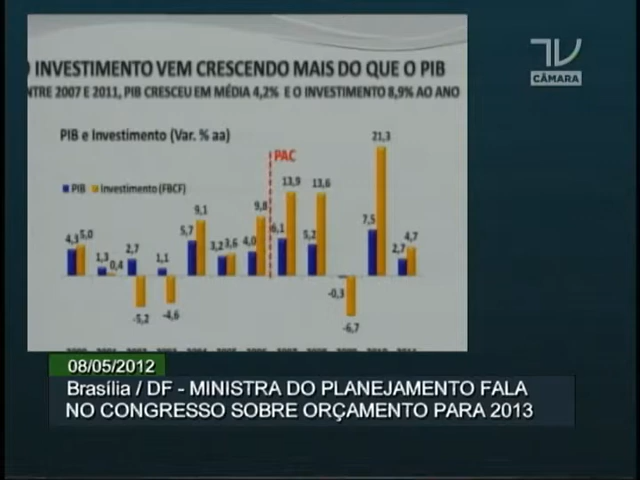 TV
CÂMARA
O INVESTIMENTO VEM CRESCENDO MAIS DO QUE O PIB
ENTRE 2007 E 2011, PIB CRESCEU EM MÉDIA 4,2% E O INVESTIMENTO 8,9% AO ANO
PIB e Investimento (Var. % aa)
PAC
PIB Investimento (FBCF)
4,3 5,0 1,3 0,4 2,7 -5,2 1,1 -4,6 5,7 9,1 3,2 3,6 4,0 9,8 6,1 13,9 5,2 13,6 -0,3 -6,7 7,5 21,3 2,7 4,7
08/05/2012
Brasília / DF - MINISTRA DO PLANEJAMENTO FALA
NO CONGRESSO SOBRE ORÇAMENTO PARA 2013